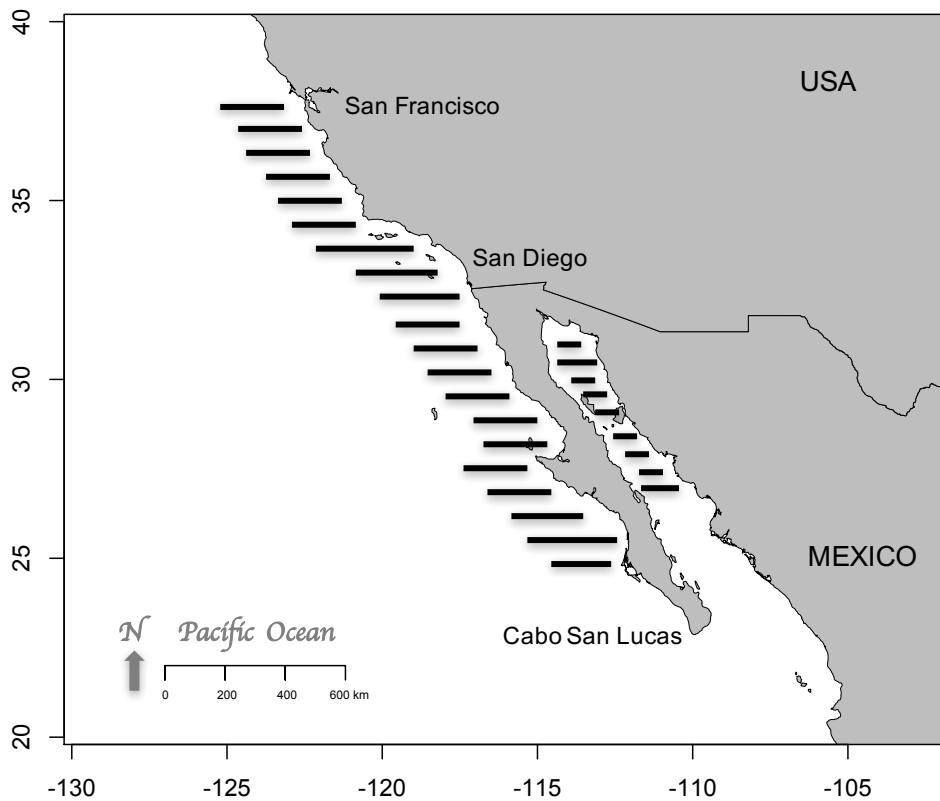 40
USA
San Francisco
35
San Diego
30
25
MEXICO
Cabo San Lucas
N Pacific Ocean
0 200 400 600 km
20
-130 -125 -120 -115 -110 -105